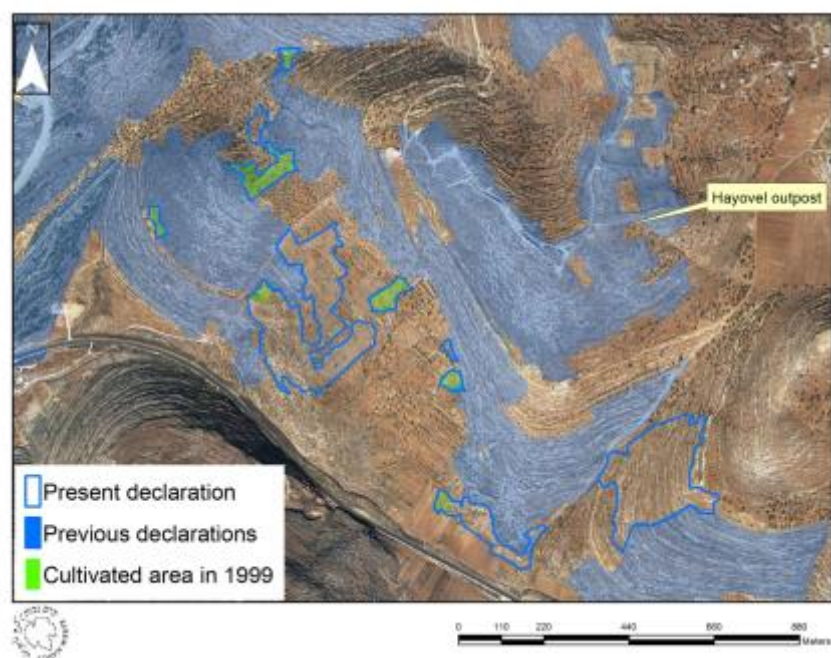 N
Hayovel outpost
Present declaration
Previous declarations
Cultivated area in 1999
0 110 220 440 660 880
Meters